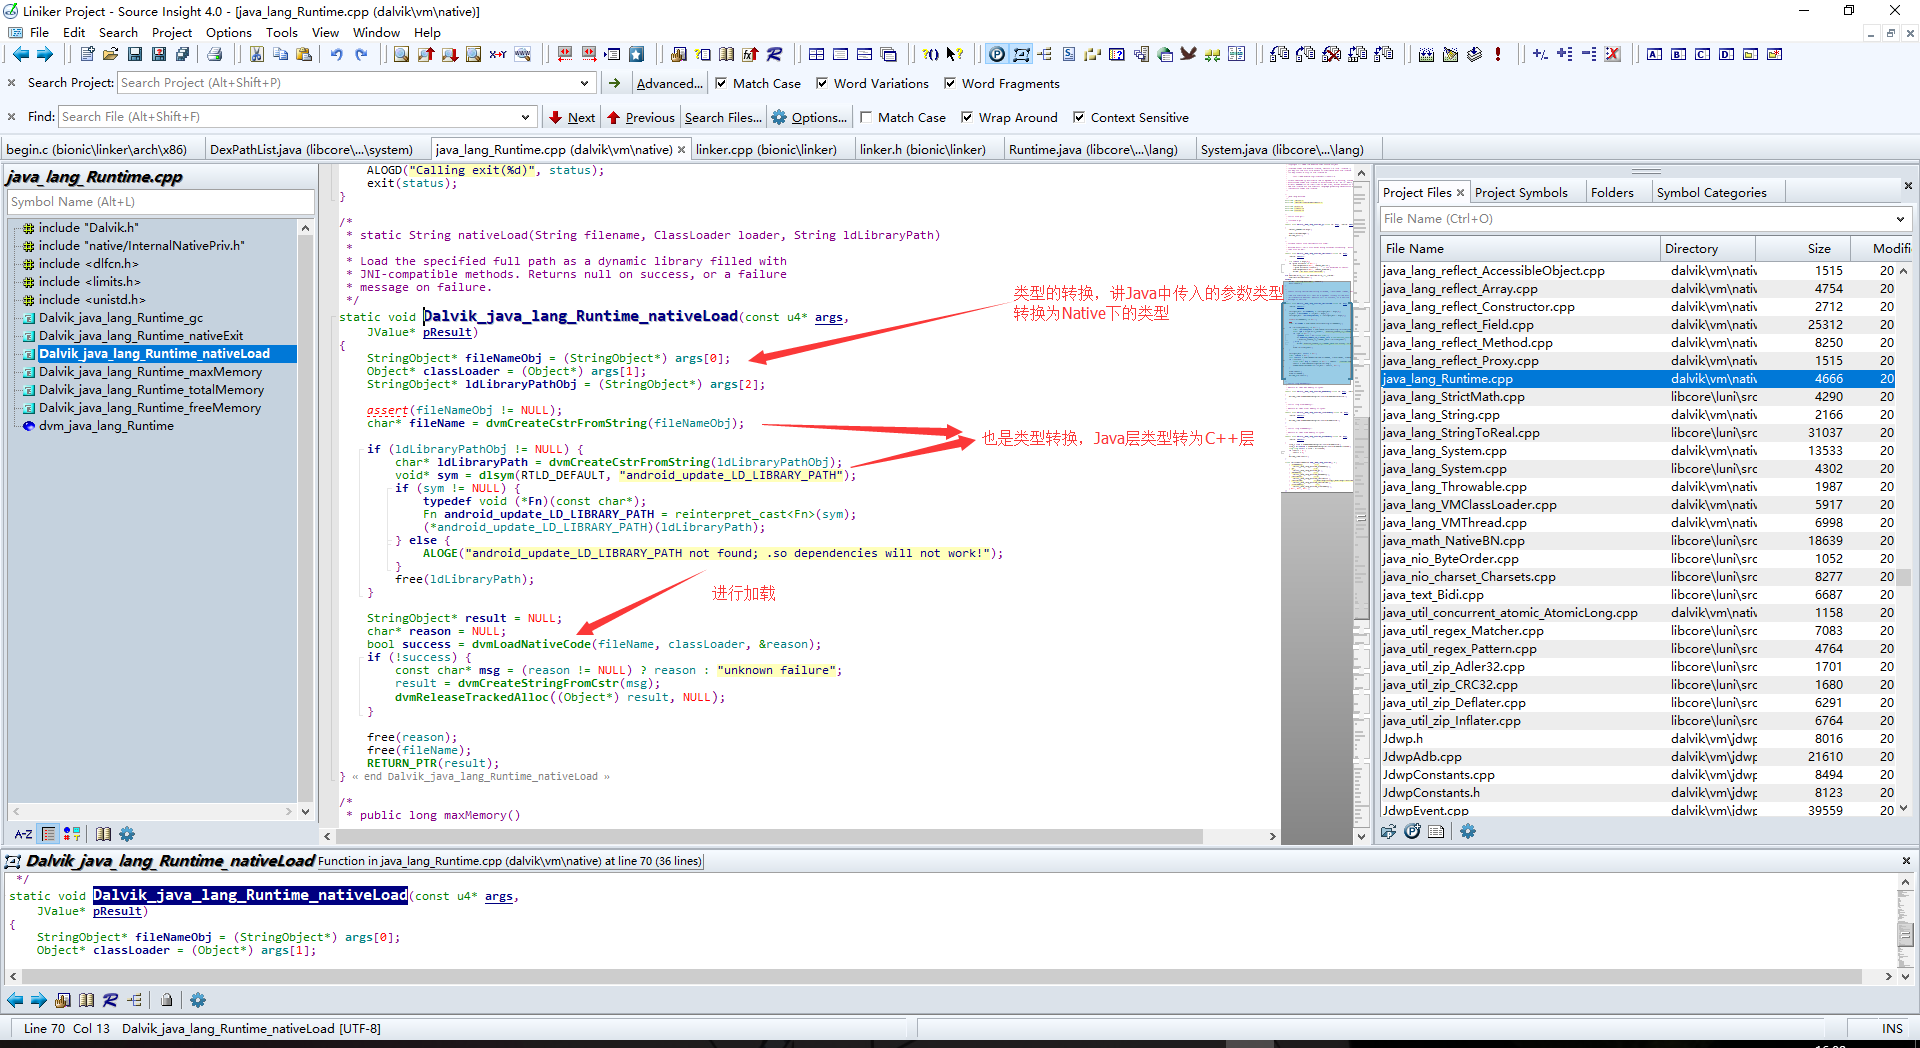 Liniker Project - Source Insight 4.0 - [java_lang_Runtime.cpp (dalvik\vm\native)]
File Edit Search Project Options Tools View Window Help
Search Project: Search Project (Alt+Shift+P) Advanced... Match Case Word Variations Word Fragments
Find: Search File (Alt+Shift+F) Next Previous Search Files... Options... Match Case Wrap Around Context Sensitive
begin.c (bionic\linker\arch\x86) DexPathList.java (libcore\...\system) java_lang_Runtime.cpp (dalvik\vm\native) linker.cpp (bionic\linker) linker.h (bionic\linker) Runtime.java (libcore\...\lang) System.java (libcore\...\lang)
java_lang_Runtime.cpp
Symbol Name (Alt+L)
include "Dalvik.h"
include "native/InternalNativePriv.h"
include <dlfcn.h>
include <limits.h>
include <unistd.h>
Dalvik_java_lang_Runtime_gc
Dalvik_java_lang_Runtime_nativeExit
Dalvik_java_lang_Runtime_nativeLoad
Dalvik_java_lang_Runtime_maxMemory
Dalvik_java_lang_Runtime_totalMemory
Dalvik_java_lang_Runtime_freeMemory
dvm_java_lang_Runtime
A-Z
ALOGD("Calling exit(%d)", status);
exit(status);
}
/*
* static String nativeLoad(String filename, ClassLoader loader, String ldLibraryPath)
*
* Load the specified full path as a dynamic library filled with
* JNI-compatible methods. Returns null on success, or a failure
* message on failure.
*/
static void Dalvik_java_lang_Runtime_nativeLoad(const u4* args,
JValue* pResult)
{
StringObject* fileNameObj = (StringObject*) args[0];
Object* classLoader = (Object*) args[1];
StringObject* ldLibraryPathObj = (StringObject*) args[2];
assert(fileNameObj != NULL);
char* fileName = dvmCreateCstrFromString(fileNameObj);
if (ldLibraryPathObj != NULL) {
char* ldLibraryPath = dvmCreateCstrFromString(ldLibraryPathObj);
void* sym = dlsym(RTLD_DEFAULT, "android_update_LD_LIBRARY_PATH");
if (sym != NULL) {
typedef void (*Fn)(const char*);
Fn android_update_LD_LIBRARY_PATH = reinterpret_cast<Fn>(sym);
(*android_update_LD_LIBRARY_PATH)(ldLibraryPath);
} else {
ALOGE("android_update_LD_LIBRARY_PATH not found; .so dependencies will not work!");
}
free(ldLibraryPath);
}
StringObject* result = NULL;
char* reason = NULL;
bool success = dvmLoadNativeCode(fileName, classLoader, &reason);
if (!success) {
const char* msg = (reason != NULL) ? reason : "unknown failure";
result = dvmCreateStringFromCstr(msg);
dvmReleaseTrackedAlloc((Object*) result, NULL);
}
free(reason);
free(fileName);
RETURN_PTR(result);
} « end Dalvik_java_lang_Runtime_nativeLoad »
/*
* public long maxMemory()
类型的转换，讲Java中传入的参数类型
转换为Native下的类型
也是类型转换，Java层类型转为C++层
进行加载
Project Files Project Symbols Folders Symbol Categories
File Name (Ctrl+O)
File Name Directory Size Modifi
java_lang_reflect_AccessibleObject.cpp dalvik\vm\nativ 1515 20
java_lang_reflect_Array.cpp dalvik\vm\nativ 4754 20
java_lang_reflect_Constructor.cpp dalvik\vm\nativ 2712 20
java_lang_reflect_Field.cpp dalvik\vm\nativ 25312 20
java_lang_reflect_Method.cpp dalvik\vm\nativ 8250 20
java_lang_reflect_Proxy.cpp dalvik\vm\nativ 1515 20
java_lang_Runtime.cpp dalvik\vm\nativ 4666 20
java_lang_StrictMath.cpp libcore\luni\src 4290 20
java_lang_String.cpp dalvik\vm\nativ 2166 20
java_lang_StringToReal.cpp libcore\luni\src 31037 20
java_lang_System.cpp dalvik\vm\nativ 13533 20
java_lang_System.cpp libcore\luni\src 4302 20
java_lang_Throwable.cpp dalvik\vm\nativ 1987 20
java_lang_VMClassLoader.cpp dalvik\vm\nativ 5917 20
java_lang_VMThread.cpp dalvik\vm\nativ 6998 20
java_math_NativeBN.cpp libcore\luni\src 18639 20
java_nio_ByteOrder.cpp libcore\luni\src 1052 20
java_nio_charset_Charsets.cpp libcore\luni\src 8277 20
java_text_Bidi.cpp libcore\luni\src 6687 20
java_util_concurrent_atomic_AtomicLong.cpp dalvik\vm\nativ 1158 20
java_util_regex_Matcher.cpp libcore\luni\src 7083 20
java_util_regex_Pattern.cpp libcore\luni\src 4764 20
java_util_zip_Adler32.cpp libcore\luni\src 1701 20
java_util_zip_CRC32.cpp libcore\luni\src 1680 20
java_util_zip_Deflater.cpp libcore\luni\src 6291 20
java_util_zip_Inflater.cpp libcore\luni\src 6764 20
Jdwp.h dalvik\vm\jdwp 8016 20
JdwpAdb.cpp dalvik\vm\jdwp 21610 20
JdwpConstants.cpp dalvik\vm\jdwp 8494 20
JdwpConstants.h dalvik\vm\jdwp 8123 20
JdwpEvent.cpp dalvik\vm\jdwp 39559 20
Dalvik_java_lang_Runtime_nativeLoad Function in java_lang_Runtime.cpp (dalvik\vm\native) at line 70 (36 lines)
*/
static void Dalvik_java_lang_Runtime_nativeLoad(const u4* args,
JValue* pResult)
{
StringObject* fileNameObj = (StringObject*) args[0];
Object* classLoader = (Object*) args[1];
Line 70 Col 13 Dalvik_java_lang_Runtime_nativeLoad [UTF-8] INS